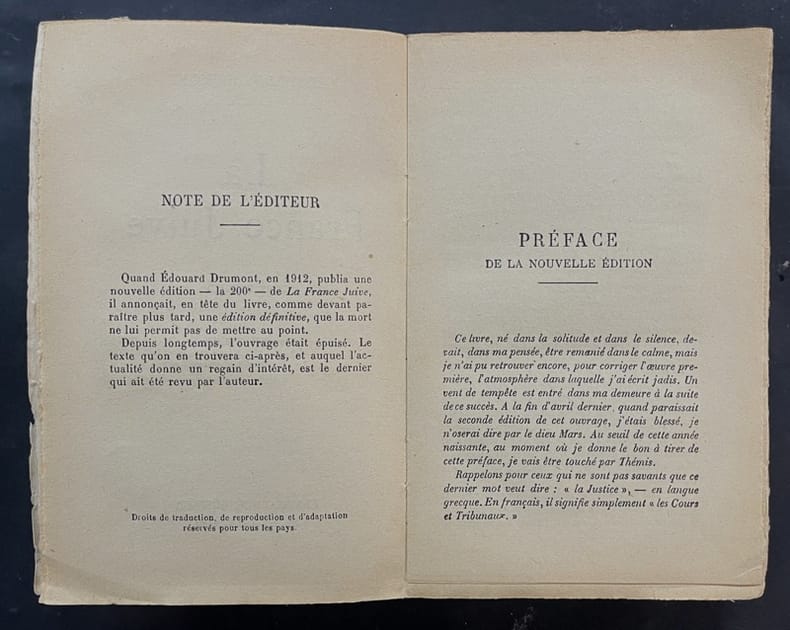 NOTE DE L'ÉDITEUR
Quand Édouard Drumont, en 1912, publia une
nouvelle édition — la 200ᵉ — de La France Juive,
il annonçait, en tête du livre, comme devant pa-
raître plus tard, une édition définitive, que la mort
ne lui permit pas de mettre au point.
Depuis longtemps, l'ouvrage était épuisé. Le
texte qu'on en trouvera ci-après, et auquel l'ac-
tualité donne un regain d'intérêt, est le dernier
qui ait été revu par l'auteur.
Droits de traduction, de reproduction et d'adaptation
réservés pour tous les pays.
PRÉFACE
DE LA NOUVELLE ÉDITION
Ce livre, né dans la solitude et dans le silence, de-
vait, dans ma pensée, être remanié dans le calme, mais
je n'ai pu retrouver encore, pour corriger l'œuvre pre-
mière, l'atmosphère dans laquelle j'ai écrit jadis. Un
vent de tempête est entré dans ma demeure à la suite
de ce succès. A la fin d'avril dernier, quand paraissait
la seconde édition de cet ouvrage, j'étais blessé, je
n'oserai dire par le dieu Mars. Au seuil de cette année
naissante, au moment où je donne le bon à tirer de
cette préface, je vais être touché par Thémis.
Rappelons pour ceux qui ne sont pas savants que ce
dernier mot veut dire : « la Justice », — en langue
grecque. En français, il signifie simplement « les Cours
et Tribunaux. »